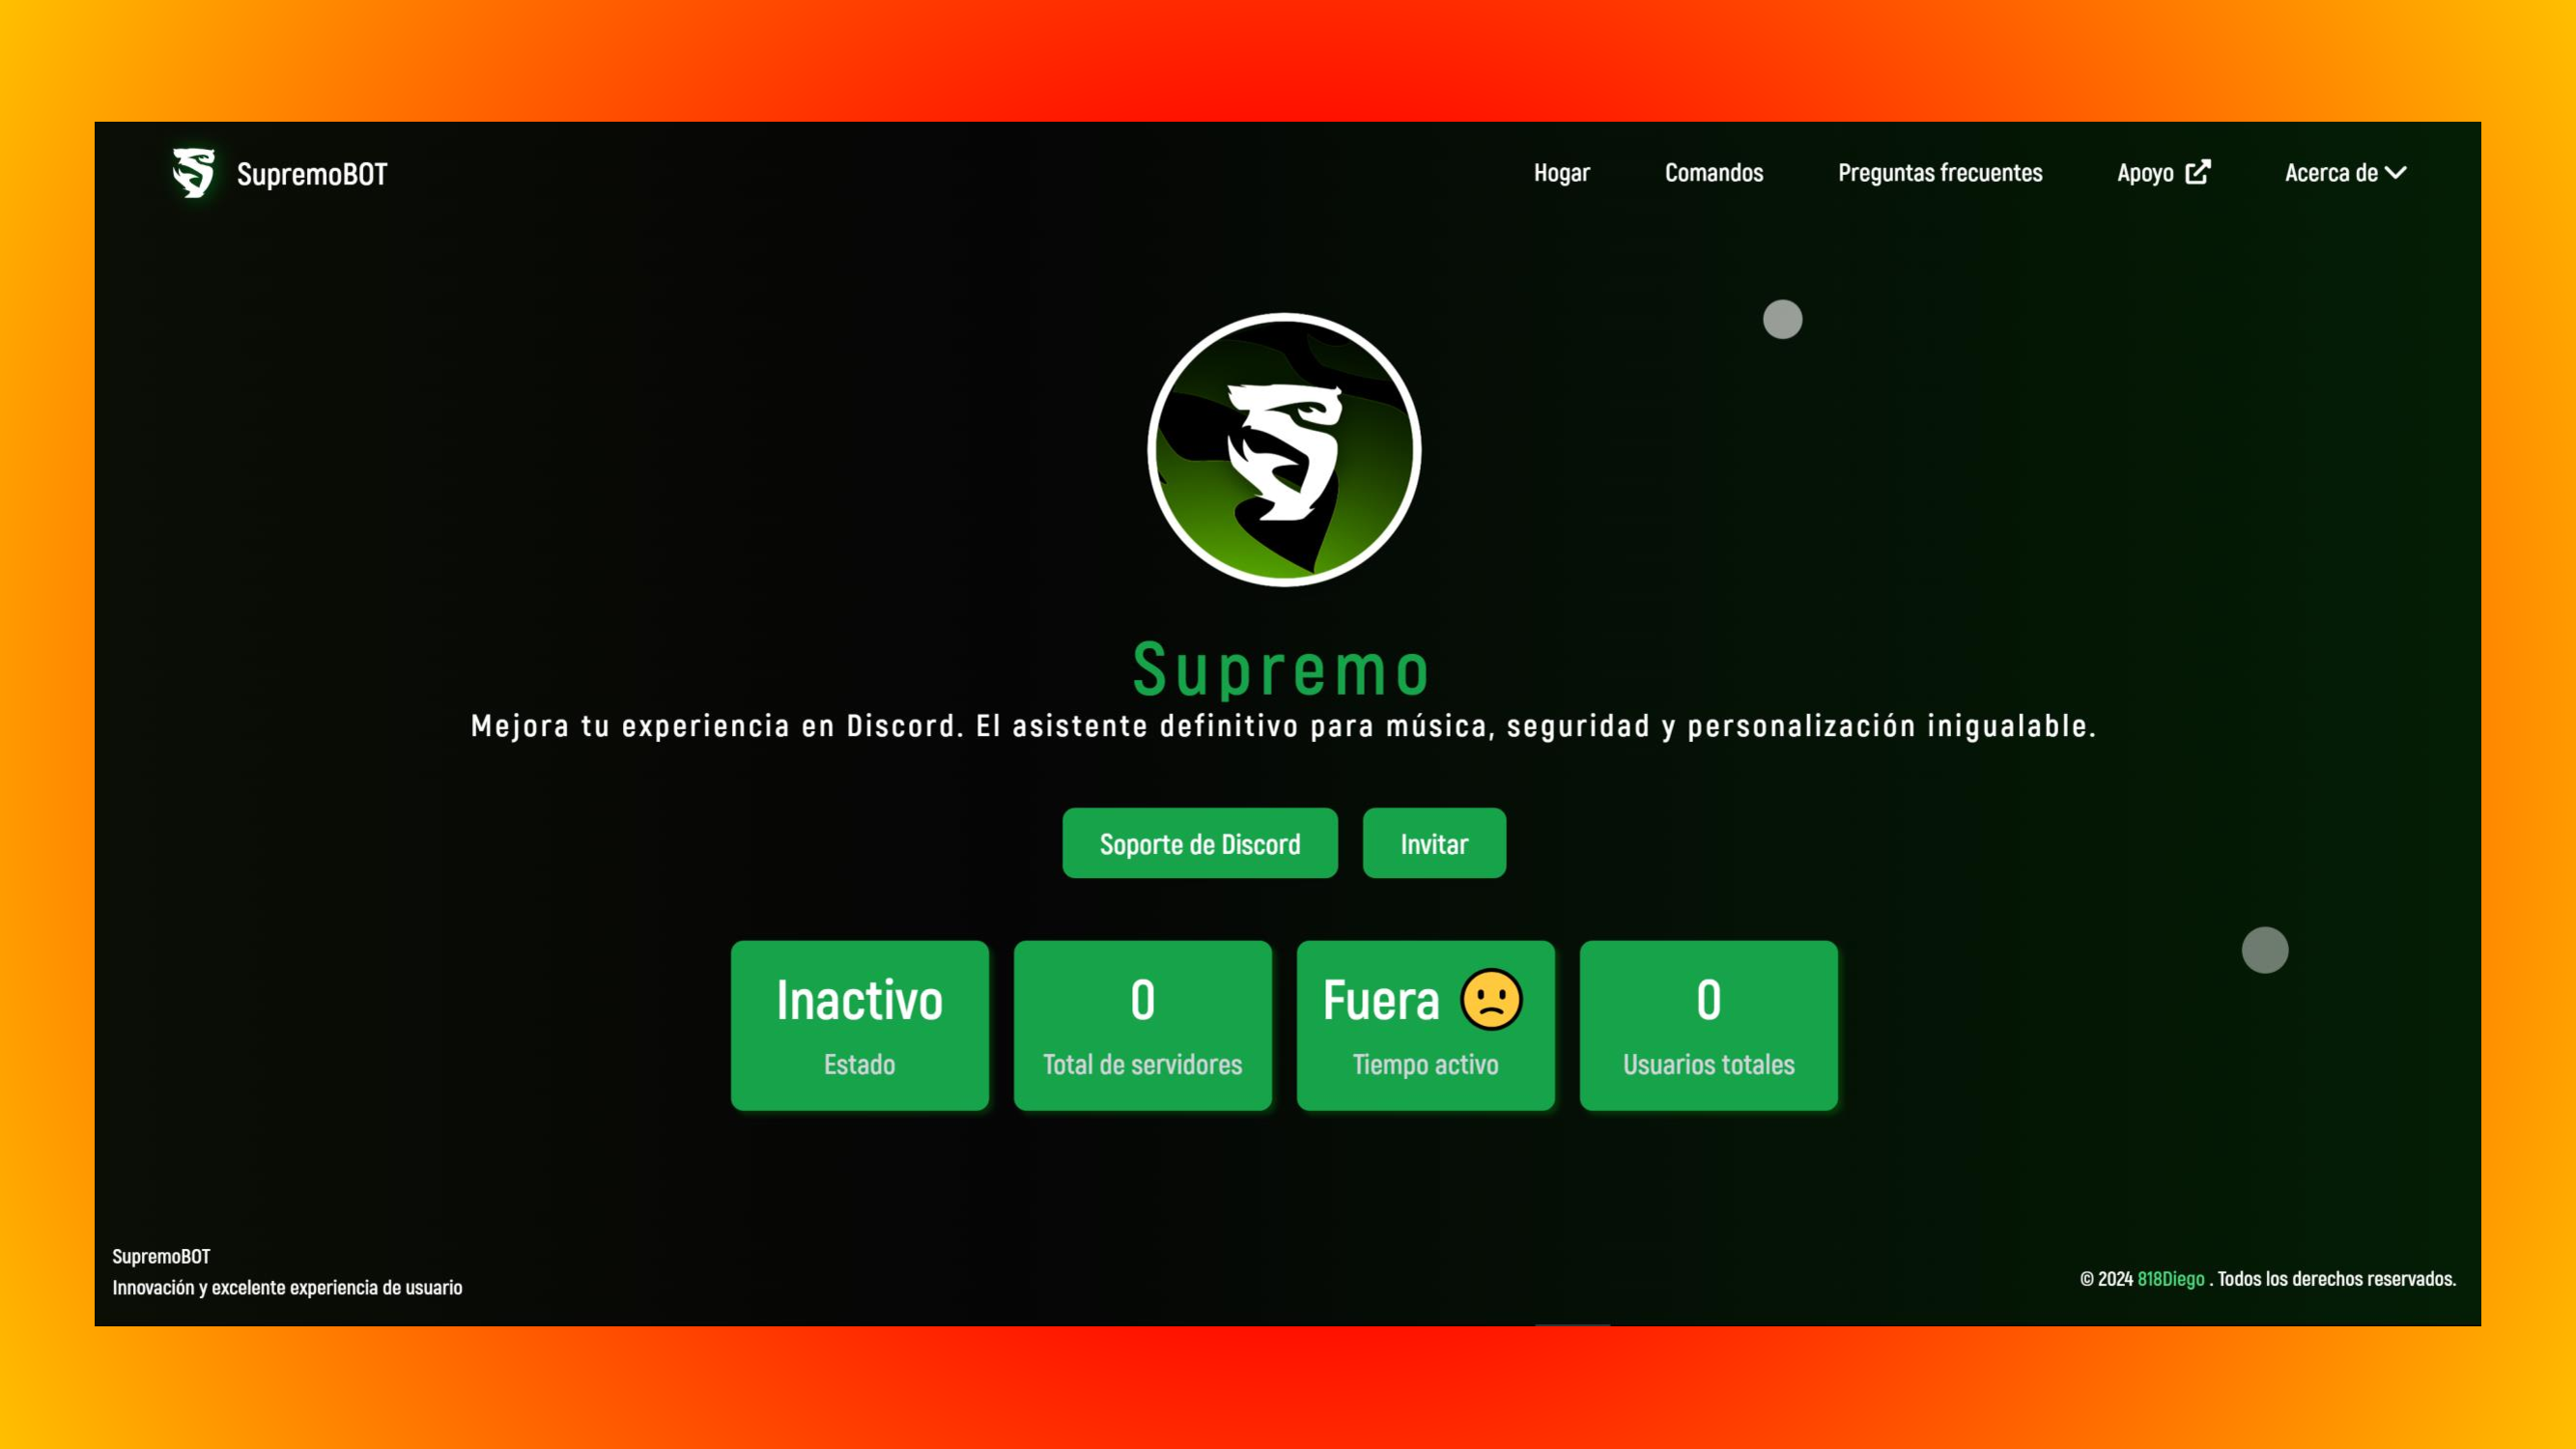 SupremoBOT
Hogar Comandos Preguntas frecuentes Apoyo Acerca de
Supremo
Mejora tu experiencia en Discord. El asistente definitivo para música, seguridad y personalización inigualable.
Soporte de Discord Invitar
Inactivo 0 Fuera 🙁 0
Estado Total de servidores Tiempo activo Usuarios totales
SupremoBOT
Innovación y excelente experiencia de usuario
© 2024 818Diego . Todos los derechos reservados.